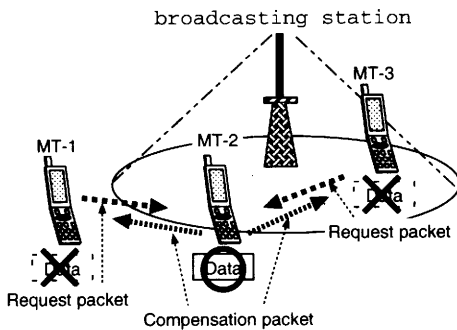 broadcasting station
MT-3
MT-1
MT-2
Data
Data
Data
Request packet
Request packet
Compensation packet